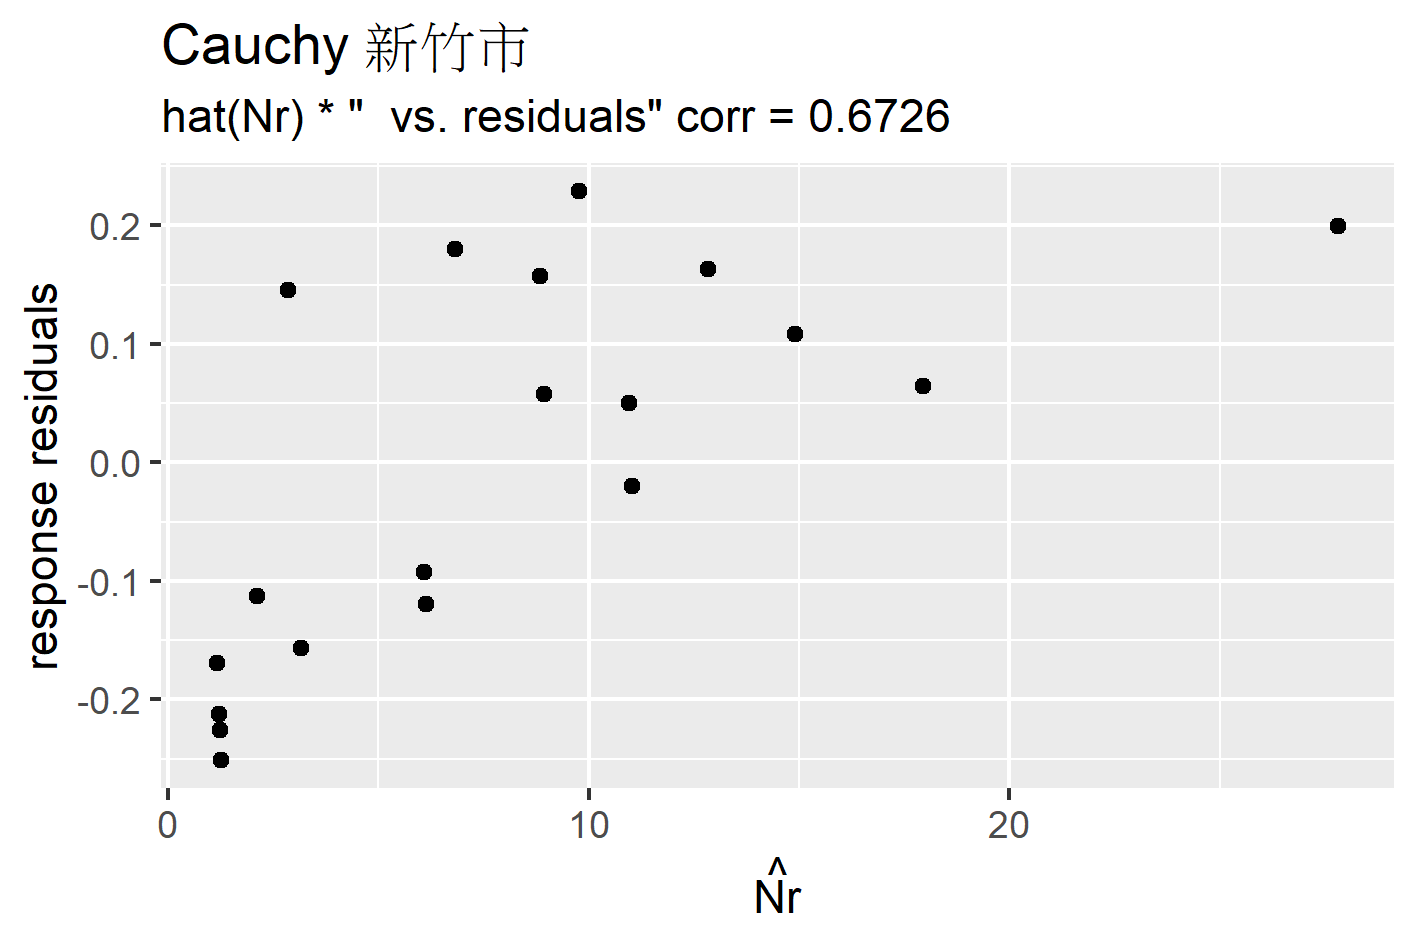 Cauchy 新竹市
hat(Nr) * "  vs. residuals" corr = 0.6726
response residuals
0.2
0.1
0.0
-0.1
-0.2
0 10 20
N̂r